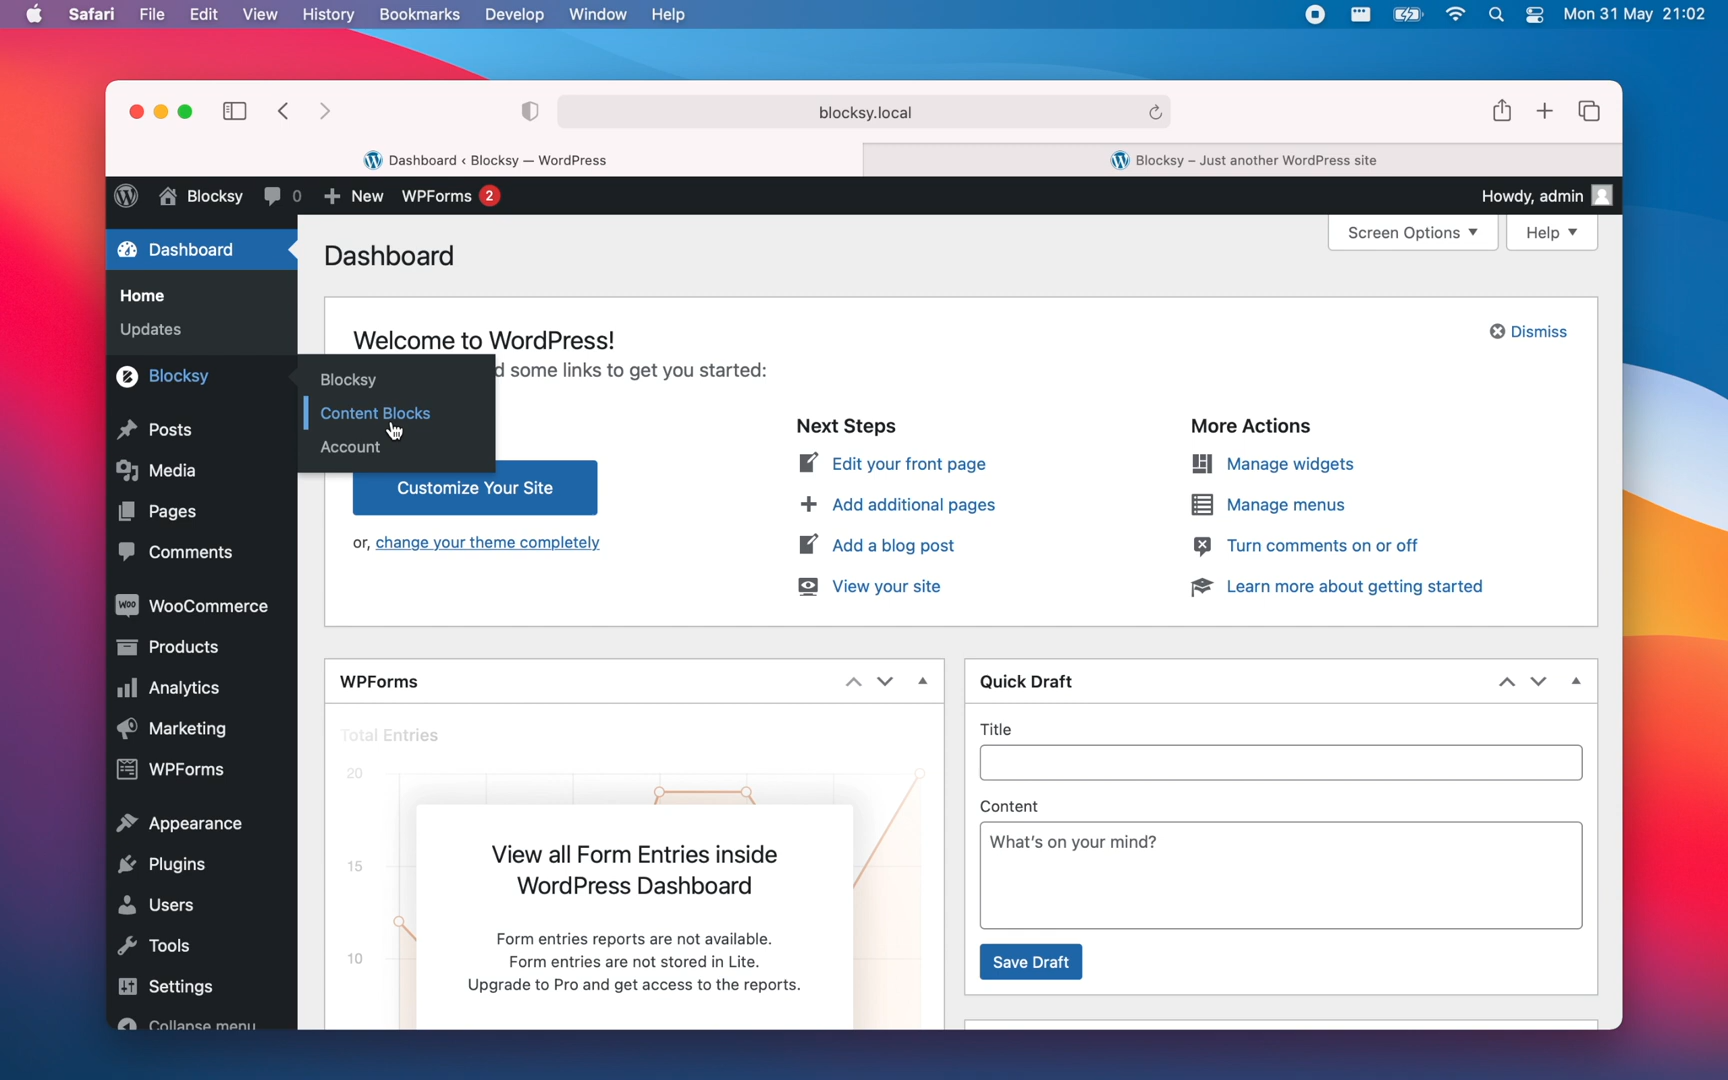 Safari File Edit View History Bookmarks Develop Window Help Mon 31 May 21:02
blocksy.local
Dashboard ‹ Blocksy — WordPress
Blocksy – Just another WordPress site
Blocksy 0 New WPForms 2 Howdy, admin
Screen Options Help
Dashboard
Home
Updates
Blocksy
Posts
Media
Pages
Comments
WooCommerce
Products
Analytics
Marketing
WPForms
Appearance
Plugins
Users
Tools
Settings
Collapse menu
Blocksy
Content Blocks
Account
Dashboard
Welcome to WordPress!
some links to get you started:
Dismiss
Customize Your Site
or, change your theme completely
Next Steps
Edit your front page
Add additional pages
Add a blog post
View your site
More Actions
Manage widgets
Manage menus
Turn comments on or off
Learn more about getting started
WPForms
Total Entries
20
15
10
View all Form Entries inside
WordPress Dashboard
Form entries reports are not available.
Form entries are not stored in Lite.
Upgrade to Pro and get access to the reports.
Quick Draft
Title
Content
What's on your mind?
Save Draft